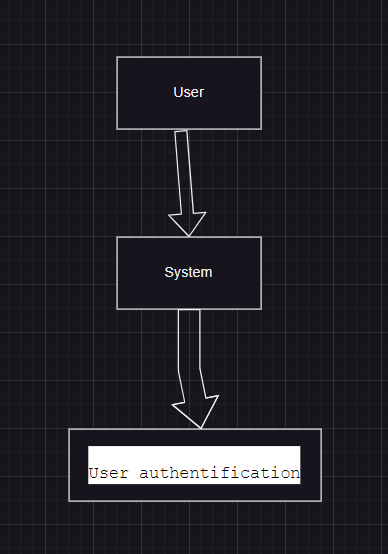 User
System
User authentification